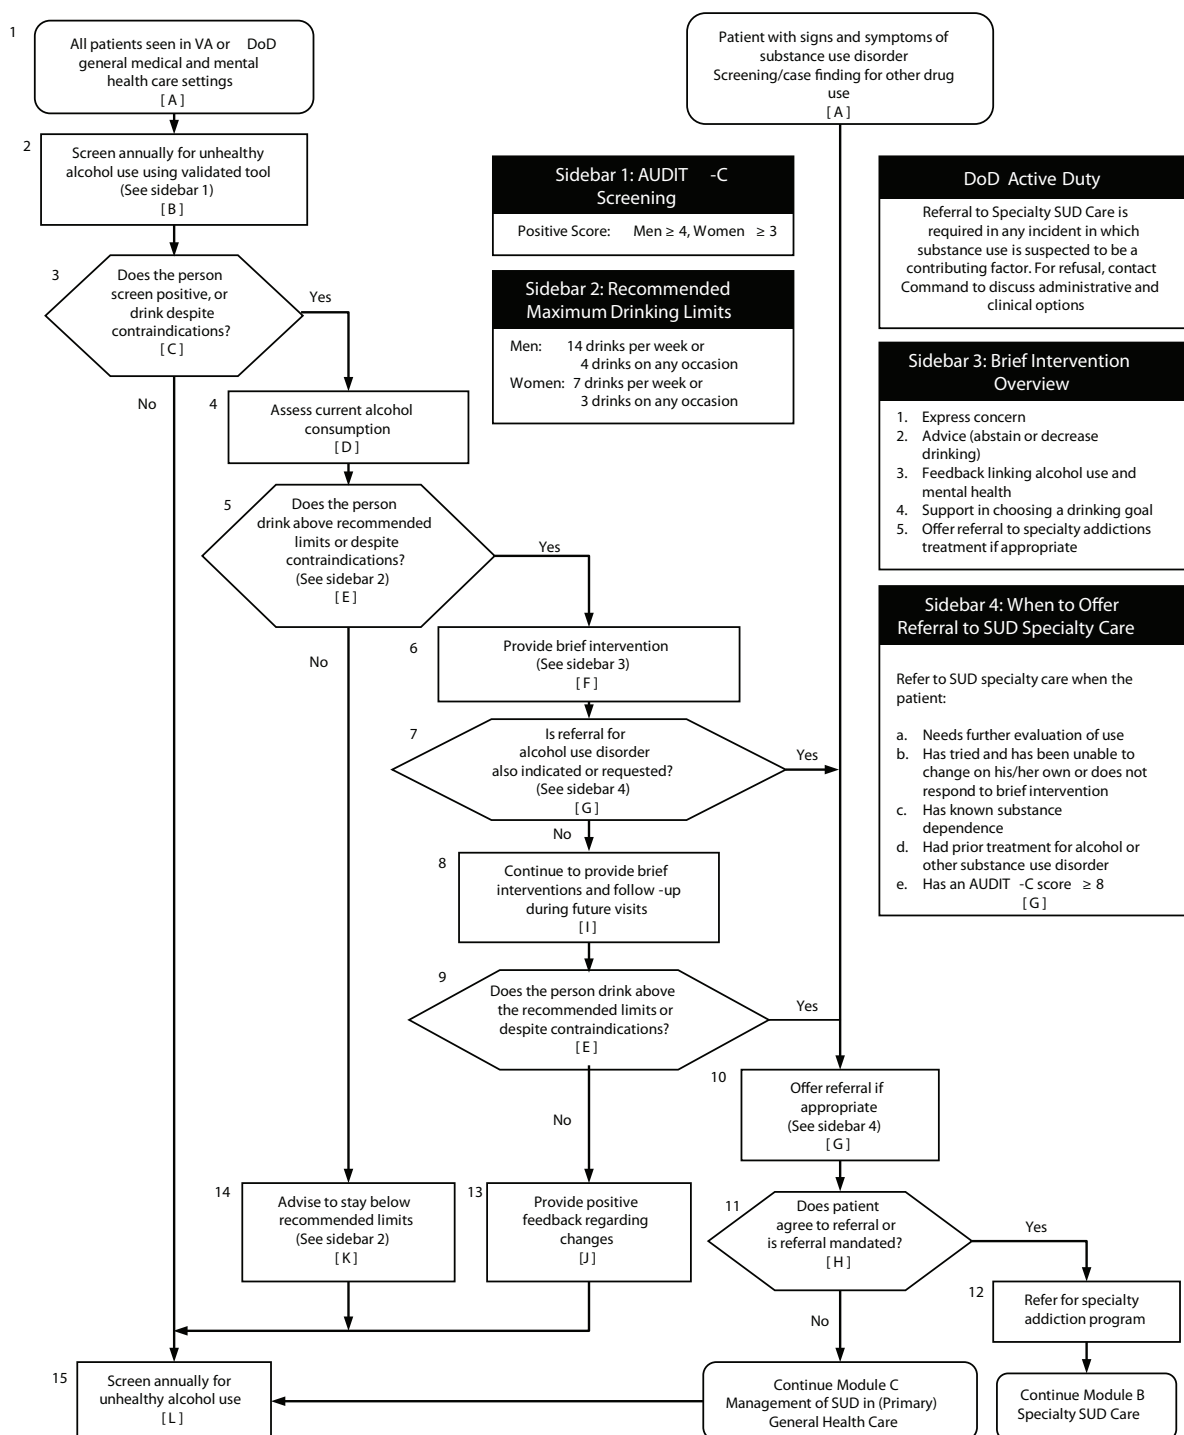 1
All patients seen in VA or DoD
general medical and mental
health care settings
[ A ]
Patient with signs and symptoms of
substance use disorder
Screening/case finding for other drug
use
[ A ]
2
Screen annually for unhealthy
alcohol use using validated tool
(See sidebar 1)
[ B ]
Sidebar 1: AUDIT -C
Screening
Positive Score: Men ≥ 4, Women ≥ 3
DoD Active Duty
Referral to Specialty SUD Care is
required in any incident in which
substance use is suspected to be a
contributing factor. For refusal, contact
Command to discuss administrative and
clinical options
3
Does the person
screen positive, or
drink despite
contraindications?
[ C ]
Yes
No
Sidebar 2: Recommended
Maximum Drinking Limits
Men: 14 drinks per week or
4 drinks on any occasion
Women: 7 drinks per week or
3 drinks on any occasion
Sidebar 3: Brief Intervention
Overview
1. Express concern
2. Advice (abstain or decrease
drinking)
3. Feedback linking alcohol use and
mental health
4. Support in choosing a drinking goal
5. Offer referral to specialty addictions
treatment if appropriate
4
Assess current alcohol
consumption
[ D ]
5
Does the person
drink above recommended
limits or despite
contraindications?
(See sidebar 2)
[ E ]
Yes
No
Sidebar 4: When to Offer
Referral to SUD Specialty Care
Refer to SUD specialty care when the
patient:
a. Needs further evaluation of use
b. Has tried and has been unable to
change on his/her own or does not
respond to brief intervention
c. Has known substance
dependence
d. Had prior treatment for alcohol or
other substance use disorder
e. Has an AUDIT -C score ≥ 8
[ G ]
6
Provide brief intervention
(See sidebar 3)
[ F ]
7
Is referral for
alcohol use disorder
also indicated or requested?
(See sidebar 4)
[ G ]
Yes
No
8
Continue to provide brief
interventions and follow -up
during future visits
[ I ]
9
Does the person drink above
the recommended limits or
despite contraindications?
[ E ]
Yes
No
10
Offer referral if
appropriate
(See sidebar 4)
[ G ]
11
Does patient
agree to referral or
is referral mandated?
[ H ]
Yes
No
12
Refer for specialty
addiction program
13
Provide positive
feedback regarding
changes
[J ]
14
Advise to stay below
recommended limits
(See sidebar 2)
[ K ]
15
Screen annually for
unhealthy alcohol use
[ L ]
Continue Module C
Management of SUD in (Primary)
General Health Care
Continue Module B
Specialty SUD Care